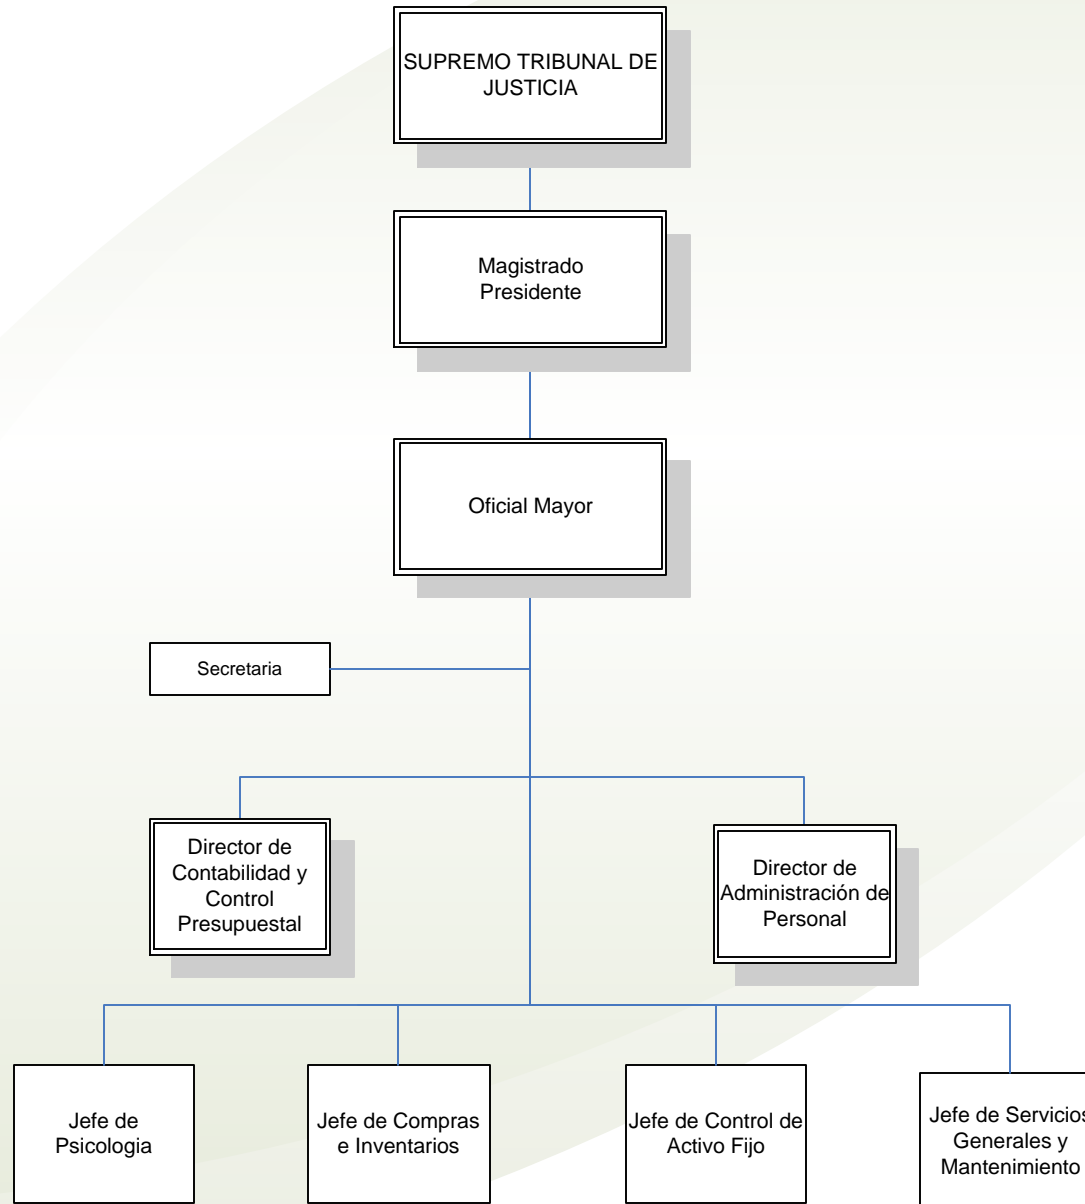 SUPREMO TRIBUNAL DE
JUSTICIA
Magistrado
Presidente
Oficial Mayor
Secretaria
Director de
Contabilidad y
Control
Presupuestal
Director de
Administración de
Personal
Jefe de
Psicologia
Jefe de Compras
e Inventarios
Jefe de Control de
Activo Fijo
Jefe de Servicios
Generales y
Mantenimiento